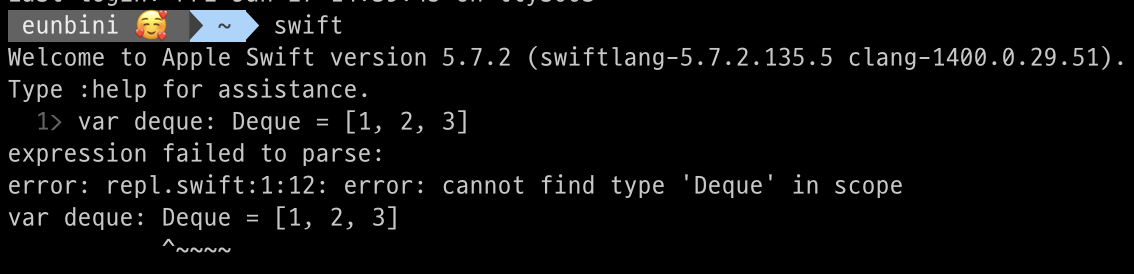 eunbini 🥰 ~ swift
Welcome to Apple Swift version 5.7.2 (swiftlang-5.7.2.135.5 clang-1400.0.29.51).
Type :help for assistance.
  1> var deque: Deque = [1, 2, 3]
expression failed to parse:
error: repl.swift:1:12: error: cannot find type 'Deque' in scope
var deque: Deque = [1, 2, 3]
           ^~~~~